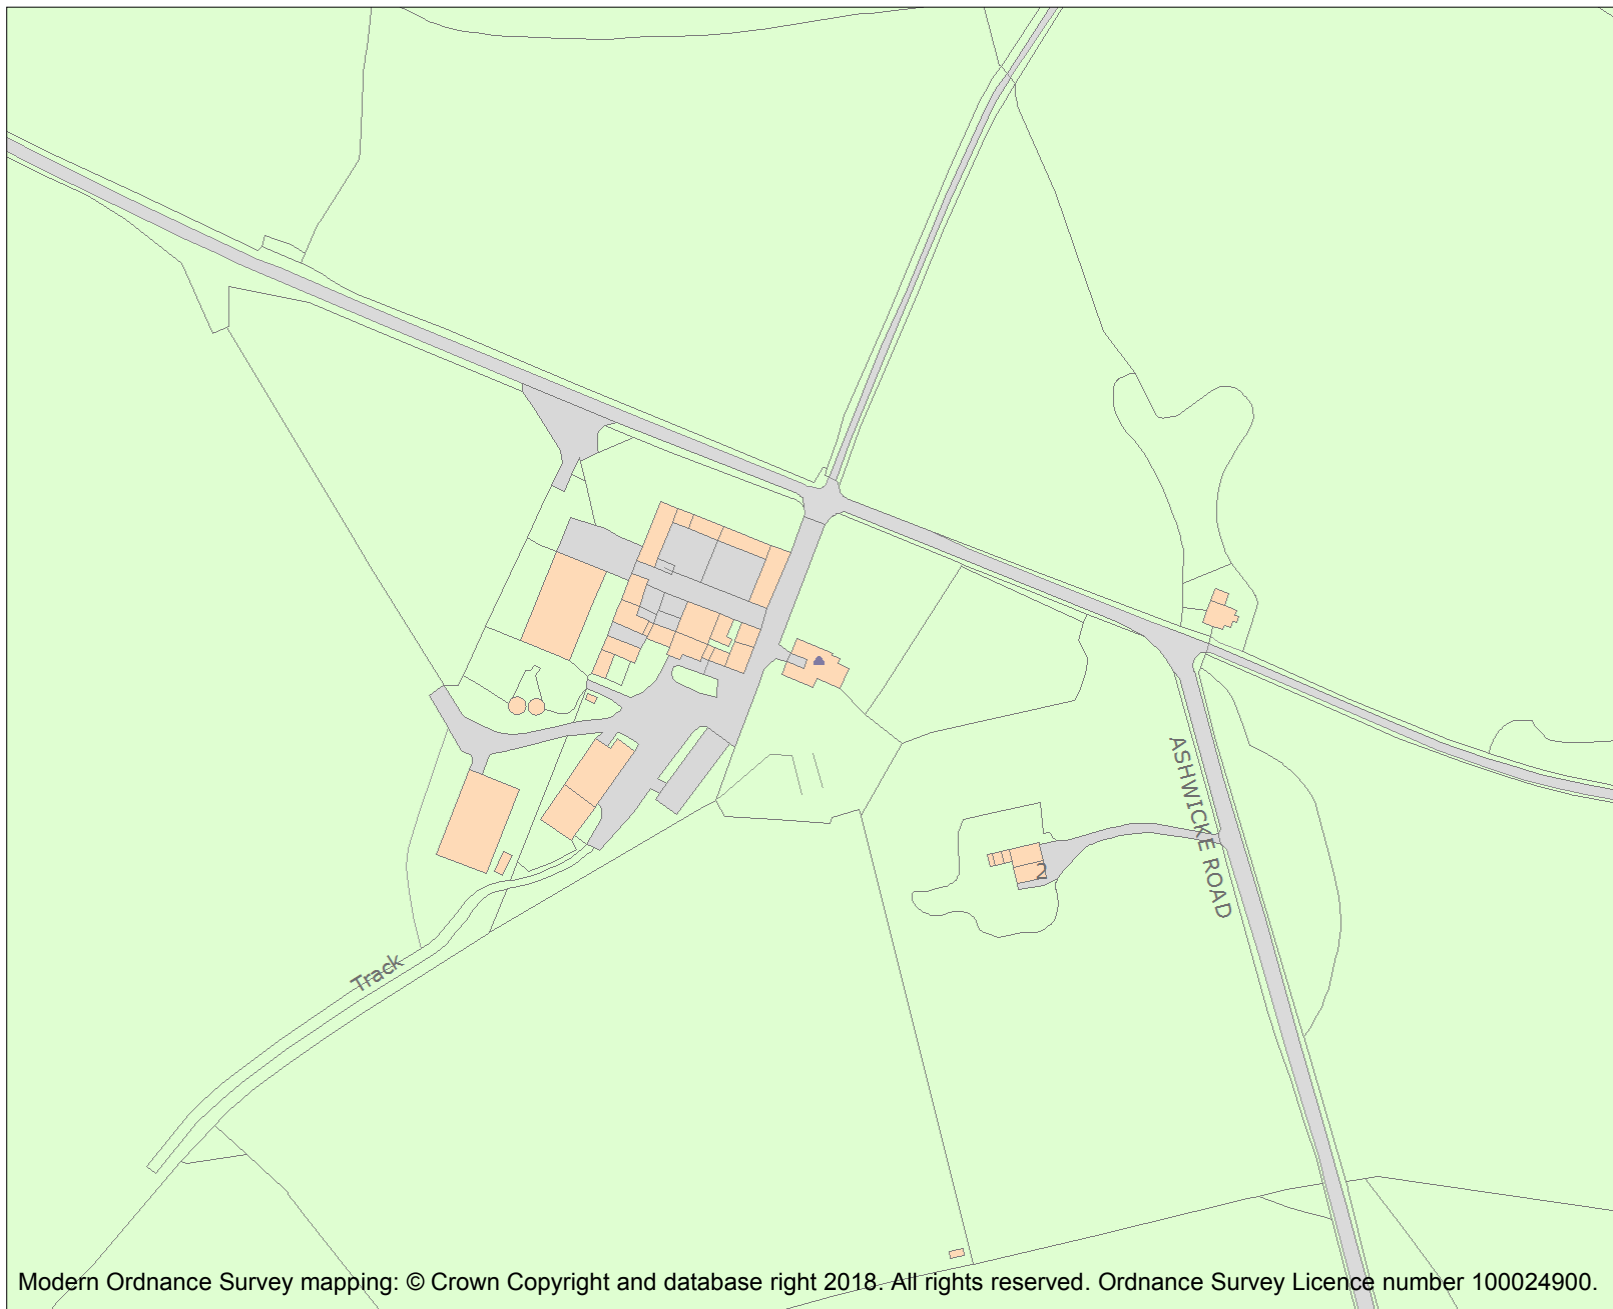 ASHWICKE ROAD
2
Track
Modern Ordnance Survey mapping: © Crown Copyright and database right 2018. All rights reserved. Ordnance Survey Licence number 100024900.